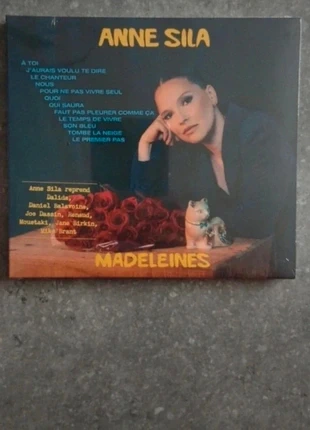 ANNE SILA
À TOI
J'AURAIS VOULU TE DIRE
LE CHANTEUR
NOUS
POUR NE PAS VIVRE SEUL
QUOI
QUI SAURA
FAUT PAS PLEURER COMME ÇA
LE TEMPS DE VIVRE
SON BLEU
TOMBE LA NEIGE
LE PREMIER PAS
Anne Sila reprend
Dalida,
Daniel Balavoine,
Joe Dassin, Renaud,
Moustaki, Jane Birkin,
Mike Brant
MADELEINES